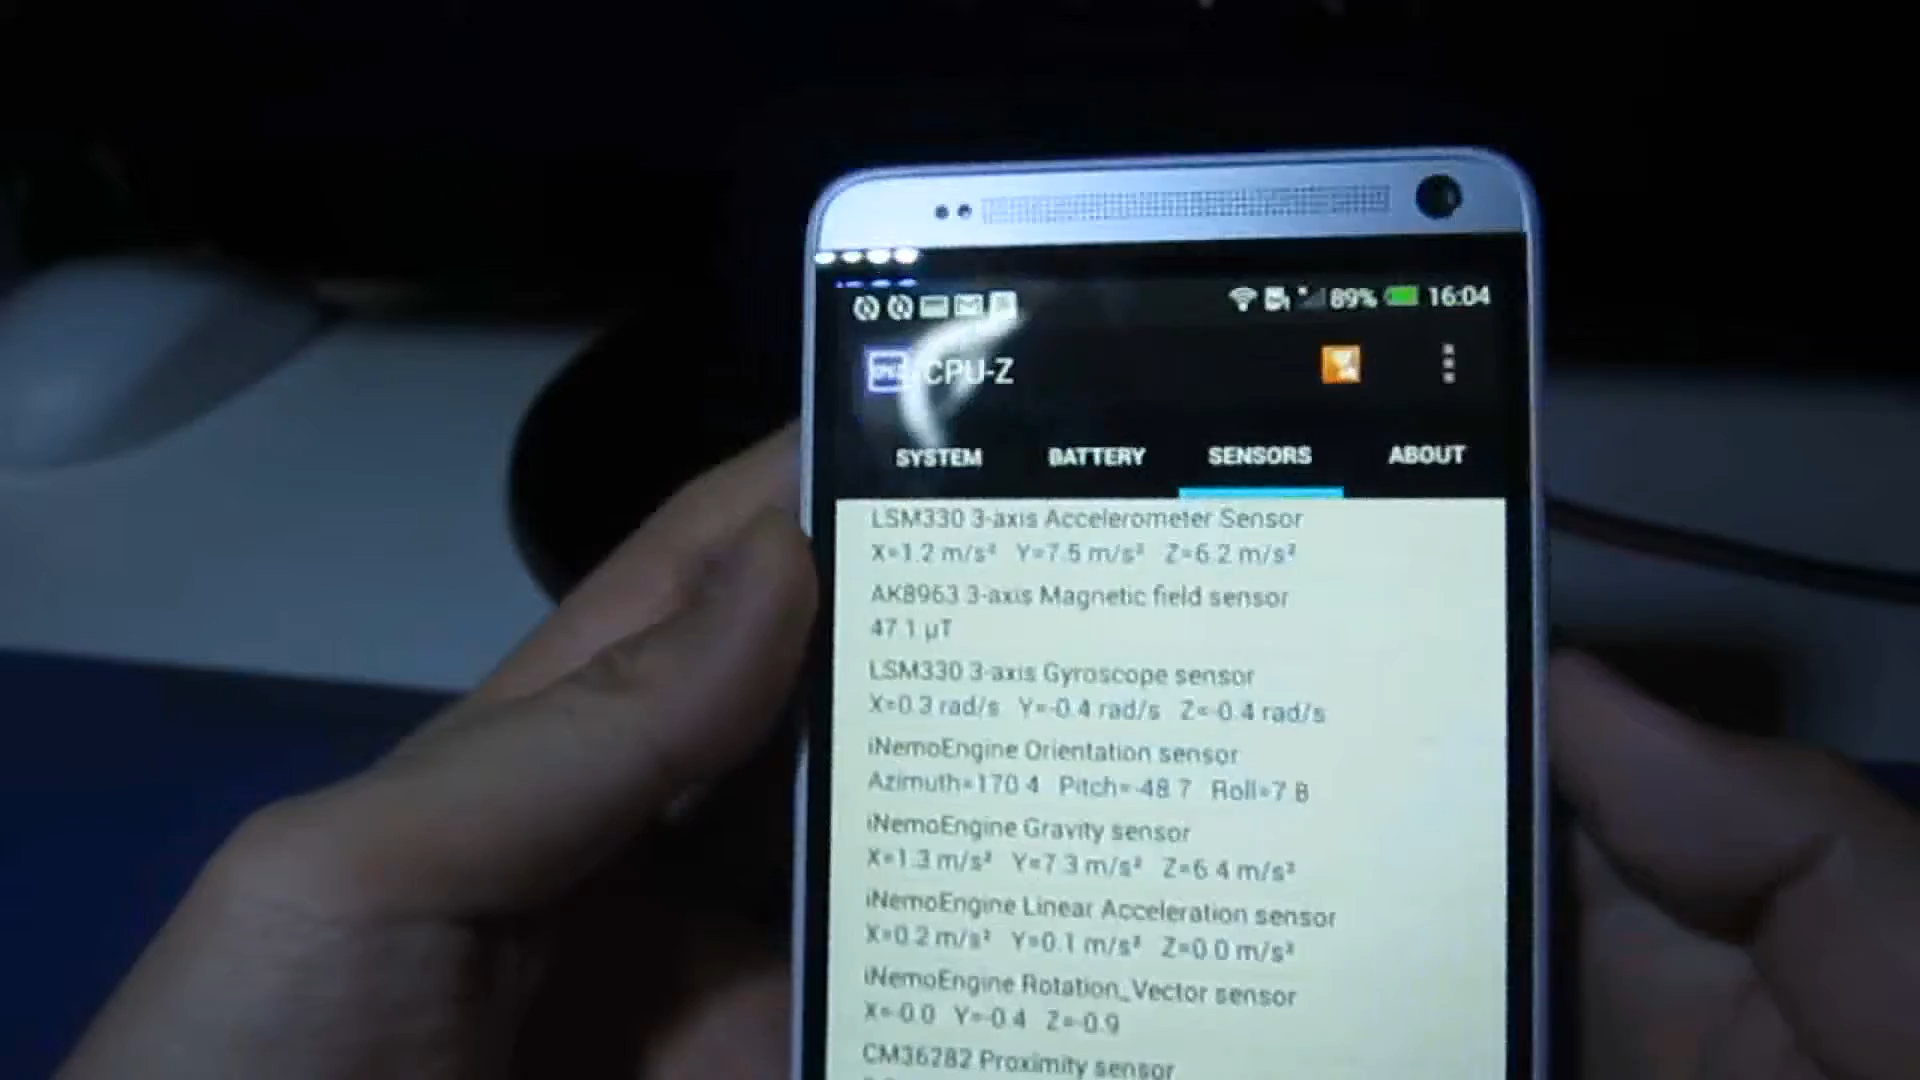 89% 16:04
CPU-Z
SYSTEM BATTERY SENSORS ABOUT
LSM330 3-axis Accelerometer Sensor
X=1.2 m/s² Y=7.5 m/s² Z=6.2 m/s²
AK8963 3-axis Magnetic field sensor
47.1 µT
LSM330 3-axis Gyroscope sensor
X=0.3 rad/s Y=-0.4 rad/s Z=-0.4 rad/s
iNemoEngine Orientation sensor
Azimuth=170.4 Pitch=-48.7 Roll=7.8
iNemoEngine Gravity sensor
X=1.3 m/s² Y=7.3 m/s² Z=6.4 m/s²
iNemoEngine Linear Acceleration sensor
X=0.2 m/s² Y=0.1 m/s² Z=0.0 m/s²
iNemoEngine Rotation_Vector sensor
X=-0.0 Y=-0.4 Z=-0.9
CM36282 Proximity sensor